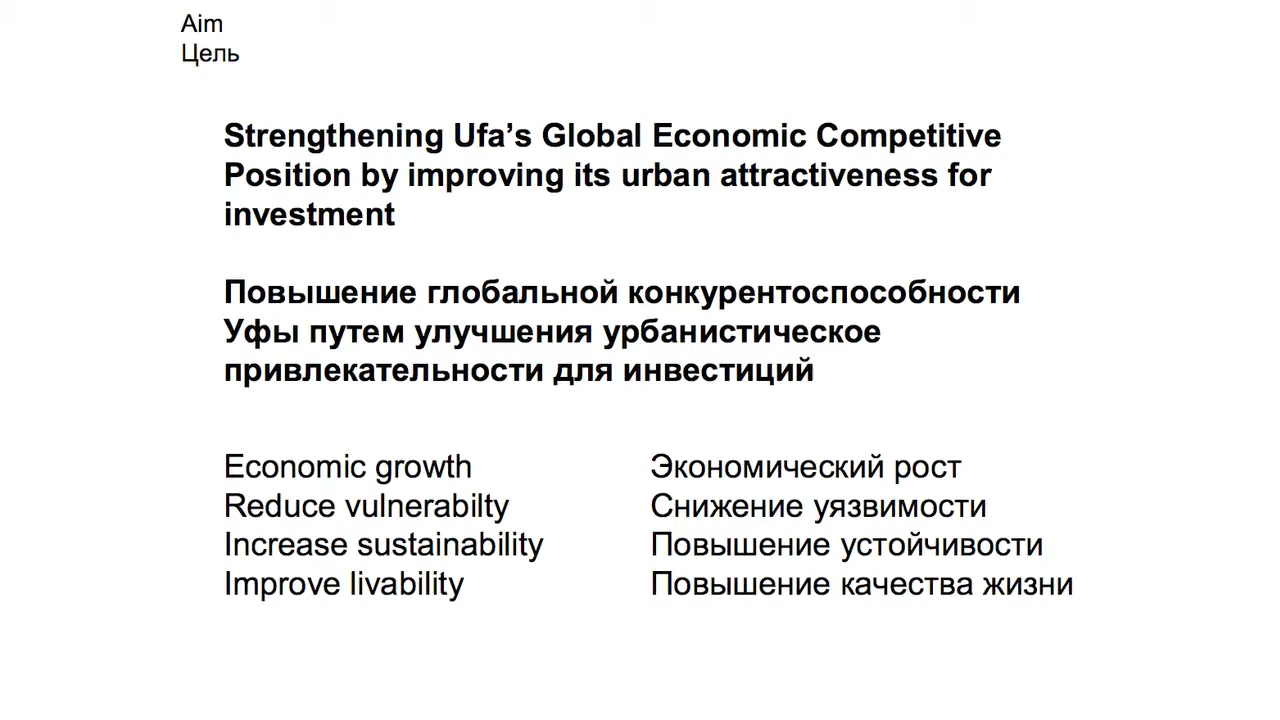 Aim
Цель
Strengthening Ufa’s Global Economic Competitive
Position by improving its urban attractiveness for
investment
Повышение глобальной конкурентоспособности
Уфы путем улучшения урбанистическое
привлекательности для инвестиций
Economic growth
Reduce vulnerabilty
Increase sustainability
Improve livability
Экономический рост
Снижение уязвимости
Повышение устойчивости
Повышение качества жизни